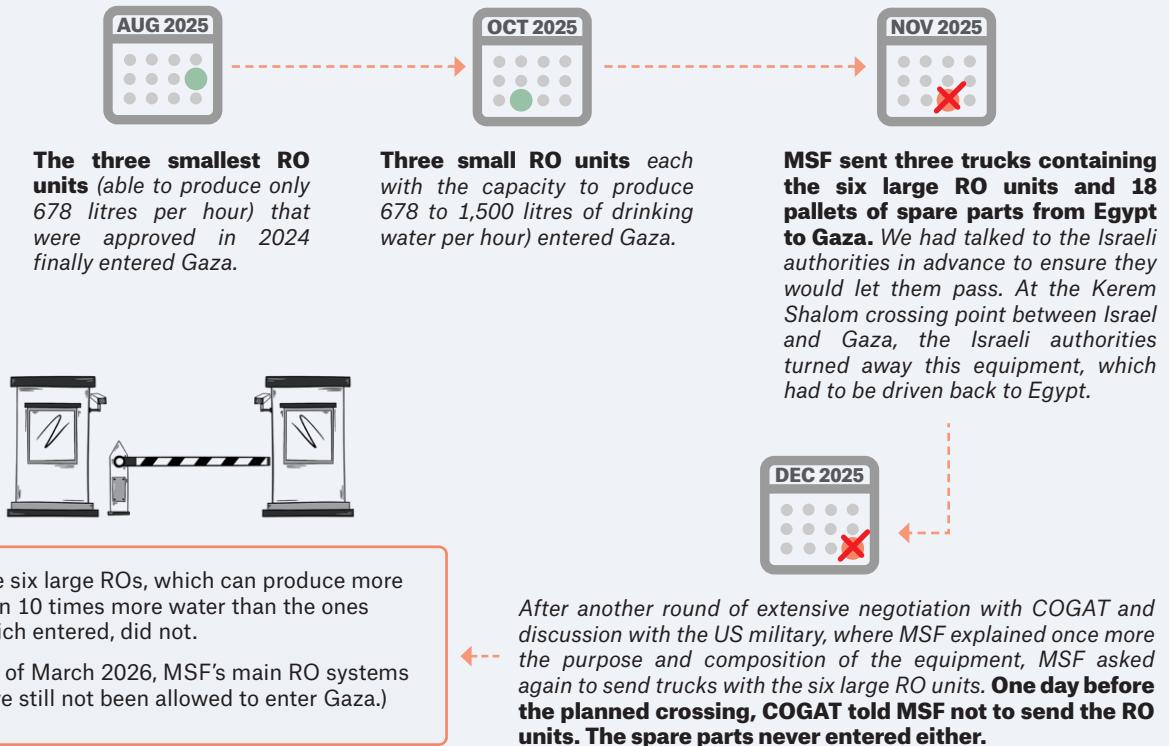 AUG 2025
The three smallest RO
units (able to produce only
678 litres per hour) that
were approved in 2024
finally entered Gaza.
OCT 2025
Three small RO units each
with the capacity to produce
678 to 1,500 litres of drinking
water per hour) entered Gaza.
NOV 2025
MSF sent three trucks containing
the six large RO units and 18
pallets of spare parts from Egypt
to Gaza. We had talked to the Israeli
authorities in advance to ensure they
would let them pass. At the Kerem
Shalom crossing point between Israel
and Gaza, the Israeli authorities
turned away this equipment, which
had to be driven back to Egypt.
DEC 2025
After another round of extensive negotiation with COGAT and
discussion with the US military, where MSF explained once more
the purpose and composition of the equipment, MSF asked
again to send trucks with the six large RO units. One day before
the planned crossing, COGAT told MSF not to send the RO
units. The spare parts never entered either.
six large ROs, which can produce more
10 times more water than the ones
entered, did not.
of March 2026, MSF's main RO systems
still not been allowed to enter Gaza.)